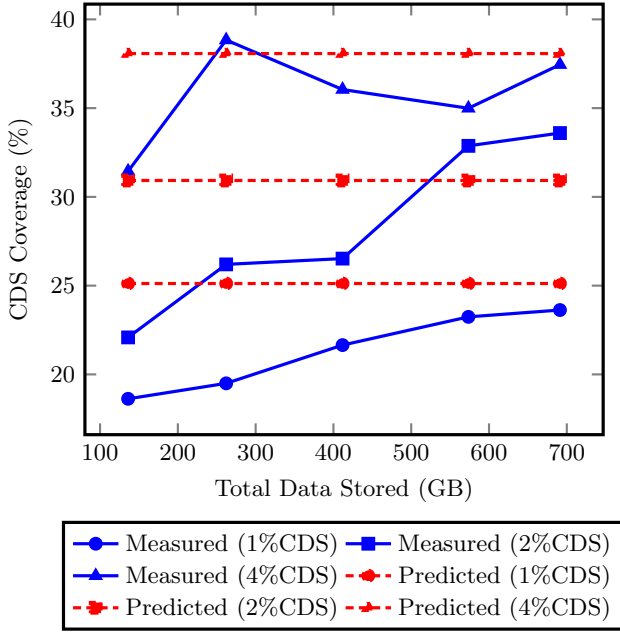 40
35
30
25
20
CDS Coverage (%)
100 200 300 400 500 600 700
Total Data Stored (GB)
Measured (1%CDS) Measured (2%CDS)
Measured (4%CDS) Predicted (1%CDS)
Predicted (2%CDS) Predicted (4%CDS)